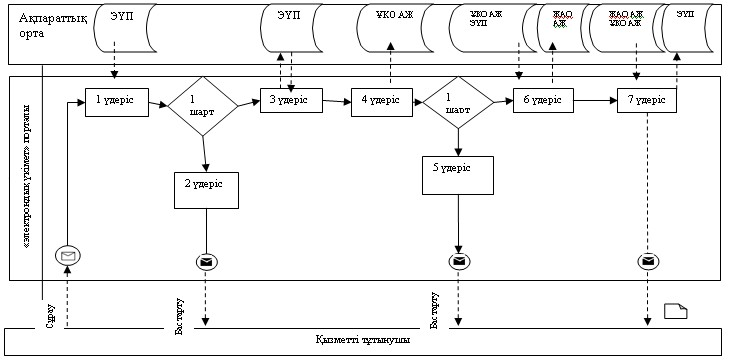 Ақпараттық
орта
ЭҮП
ЭҮП
ҰКО АЖ
ҰКО АЖ
ЭҮП
ЖАО
АЖ
ЖАО АЖ
ҰКО АЖ
ЭҮП
«электрондық үкімет» порталы
1 үдеріс
1
шарт
3 үдеріс
4 үдеріс
1
шарт
6 үдеріс
7 үдеріс
2 үдеріс
5 үдеріс
Сұрау
Бас тарту
Бас тарту
Қызметті тұтынушы